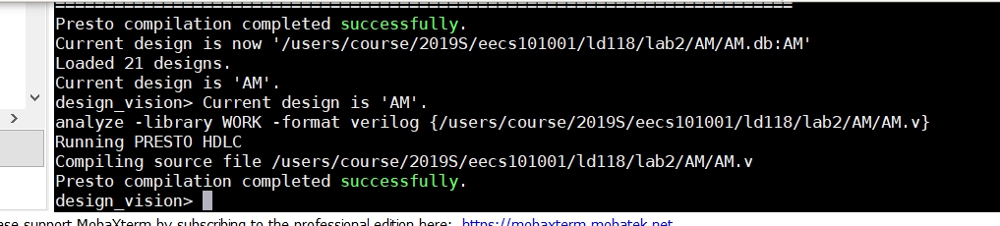 Presto compilation completed successfully.
Current design is now '/users/course/2019S/eecs101001/ld118/lab2/AM/AM.db:AM'
Loaded 21 designs.
Current design is 'AM'.
design_vision> Current design is 'AM'.
analyze -library WORK -format verilog {/users/course/2019S/eecs101001/ld118/lab2/AM/AM.v}
Running PRESTO HDLC
Compiling source file /users/course/2019S/eecs101001/ld118/lab2/AM/AM.v
Presto compilation completed successfully.
design_vision>
ase support MobaXterm by subscribing to the professional edition here: https://mobaxterm.mobatek.net